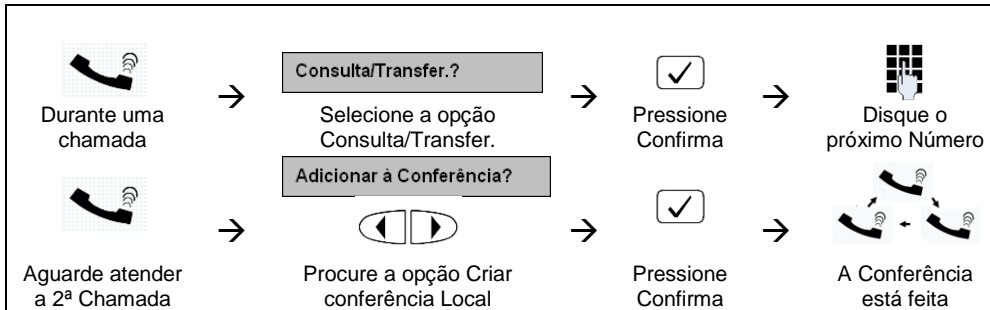 Consulta/Transfer.?
Durante uma
chamada
Selecione a opção
Consulta/Transfer.
Pressione
Confirma
Disque o
próximo Número
Adicionar à Conferência?
Aguarde atender
a 2ª Chamada
Procure a opção Criar
conferência Local
Pressione
Confirma
A Conferência
está feita